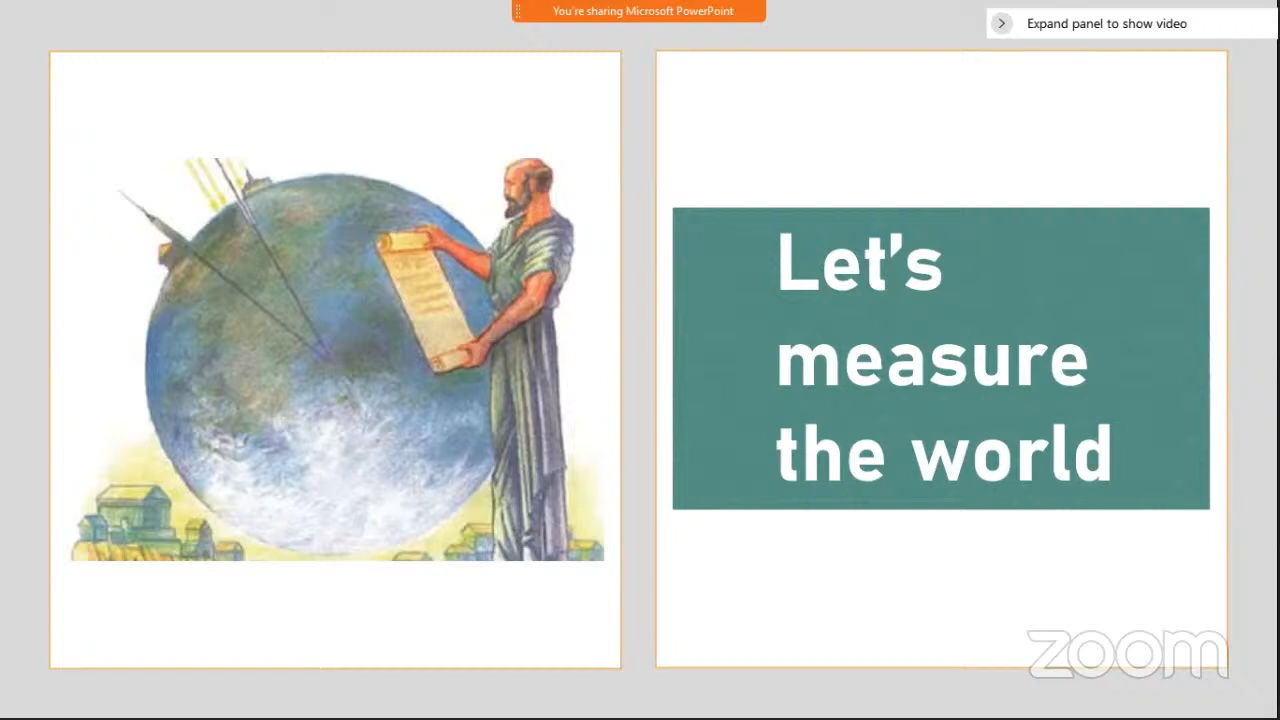 You're sharing Microsoft PowerPoint
Expand panel to show video
Let's
measure
the world
zoom